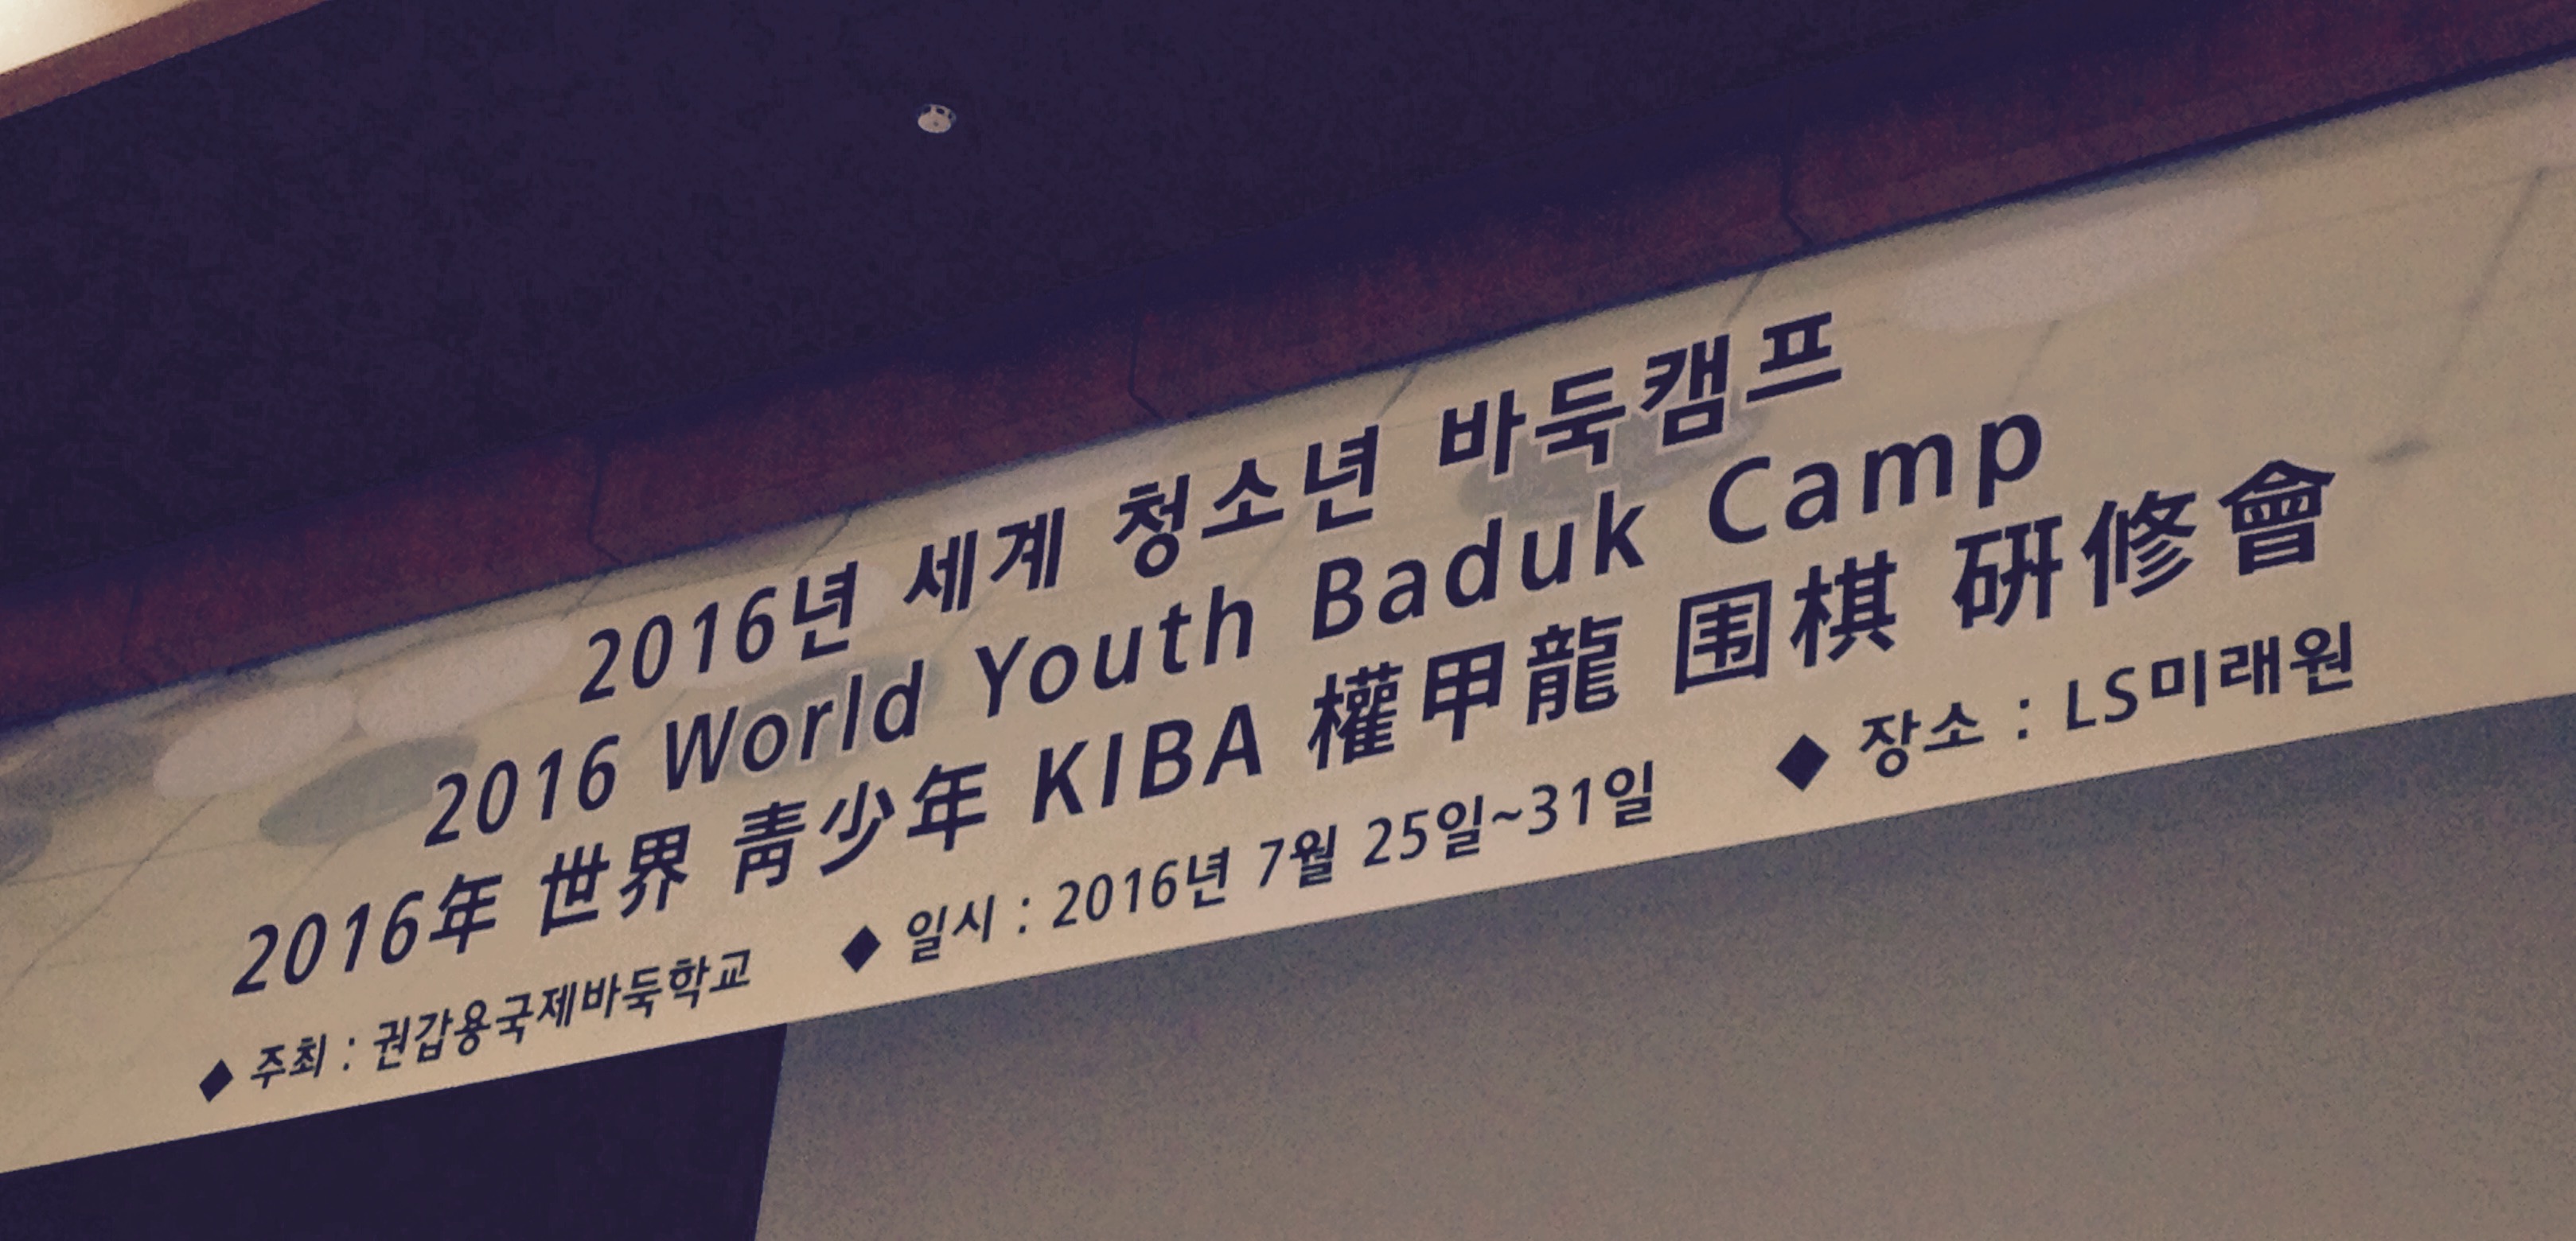 2016년 세계 청소년 바둑캠프
2016 World Youth Baduk Camp
2016年 世界 靑少年 KIBA 權甲龍 围棋 硏修會
◆ 주최 : 권갑용국제바둑학교 ◆ 일시 : 2016년 7월 25일~31일 ◆ 장소 : LS미래원